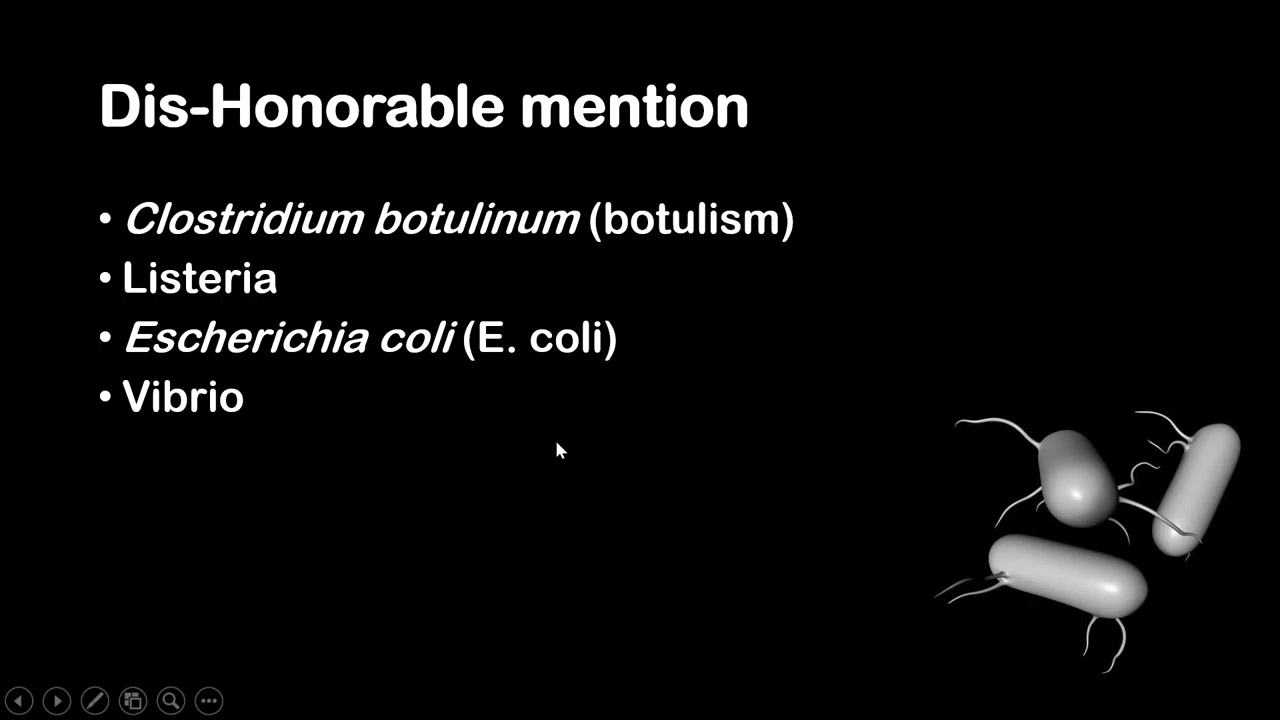 Dis-Honorable mention
• Clostridium botulinum (botulism)
• Listeria
• Escherichia coli (E. coli)
• Vibrio